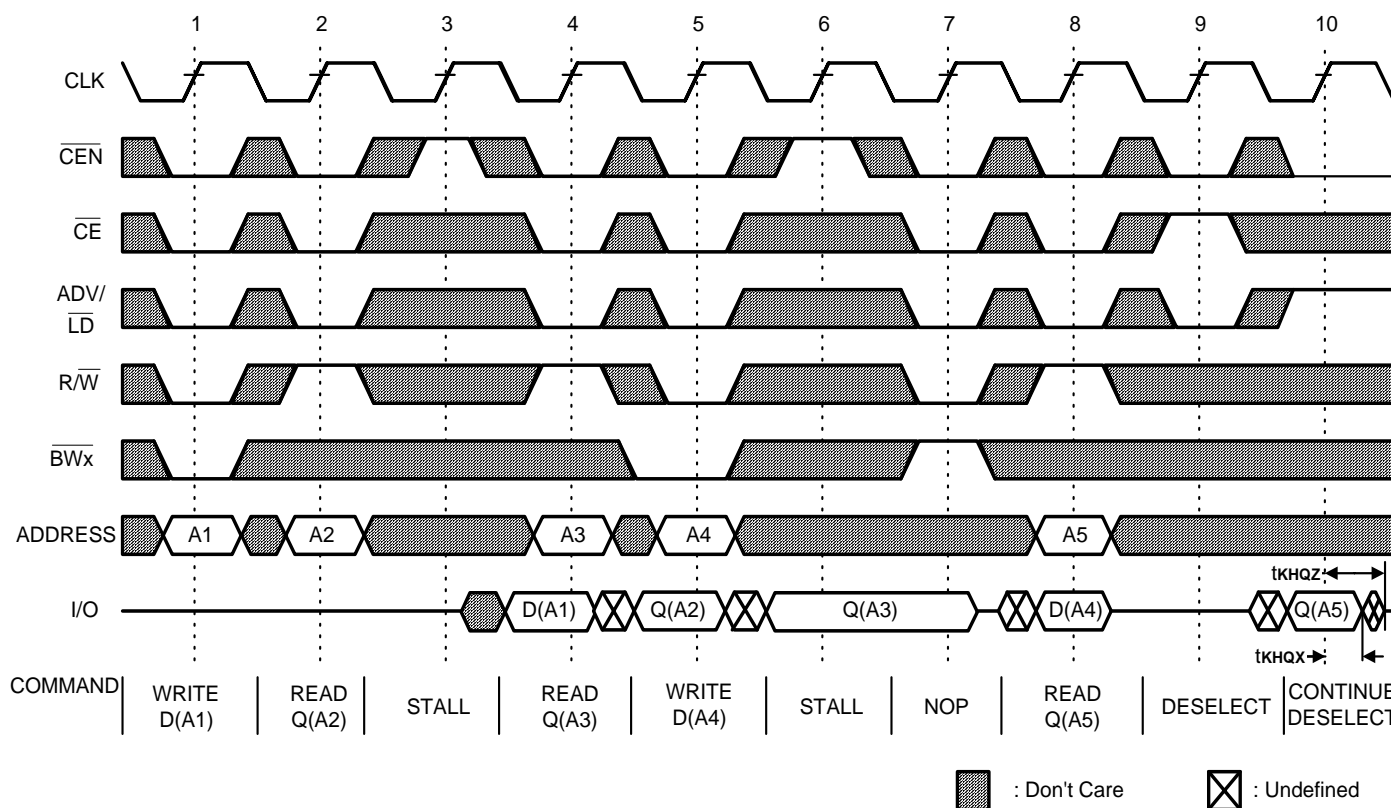 1 2 3 4 5 6 7 8 9 10
CLK
CEN
CE
ADV/
LD
R/W
BWx
ADDRESS A1 A2 A3 A4 A5
tKHQZ
I/O D(A1) Q(A2) Q(A3) D(A4) Q(A5)
tKHQX
COMMAND WRITE D(A1) READ Q(A2) STALL READ Q(A3) WRITE D(A4) STALL NOP READ Q(A5) DESELECT CONTINUE DESELECT
: Don't Care : Undefined